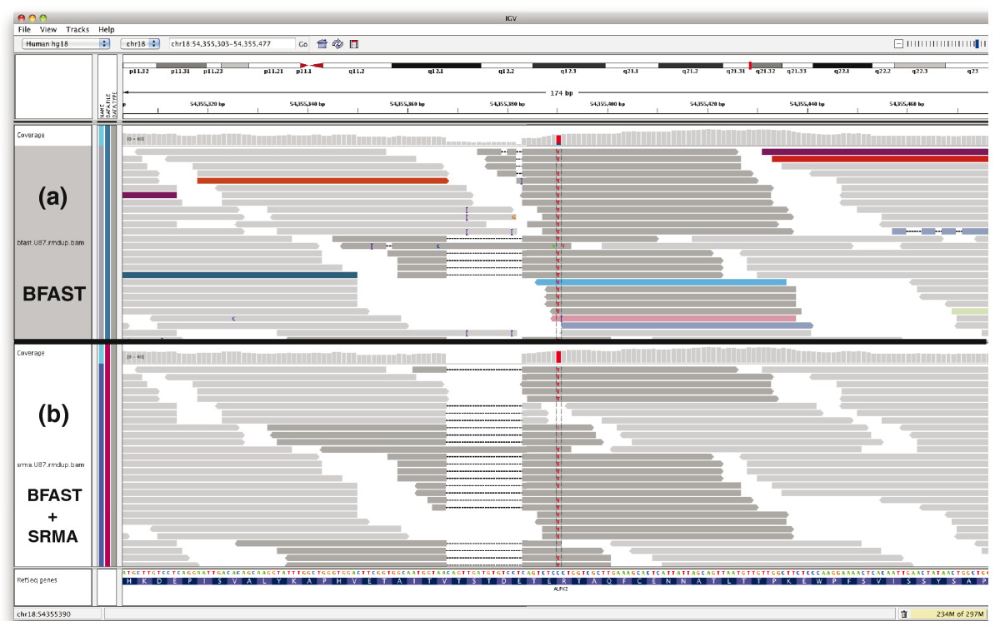 IGV
File View Tracks Help
Human hg18 chr18 chr18:54,355,303-54,355,477 Go
p11.32 p11.31 p11.23 p11.21 p11.1 q11.2 q12.1 q12.2 q12.3 q21.1 q21.2 q21.31 q21.32 q21.33 q22.1 q22.2 q22.3 q23
174 bp
54,355,320 bp 54,355,340 bp 54,355,360 bp 54,355,380 bp 54,355,400 bp 54,355,420 bp 54,355,440 bp 54,355,460 bp
NAME
DATA FILE
DATA TYPE
Coverage
[0 - 60]
(a)
bfast.U87.rmdup.bam
BFAST
Coverage
[0 - 60]
(b)
srma.U87.rmdup.bam
BFAST
+
SRMA
RefSeq genes
H K D E P I S V A F Y K A P H V E T A I T V T S T D E T E R T A Q F C E N N A T L T T P K E W P F S V I S S Y S A P
ALPK2
chr18:54355390
234M of 297M